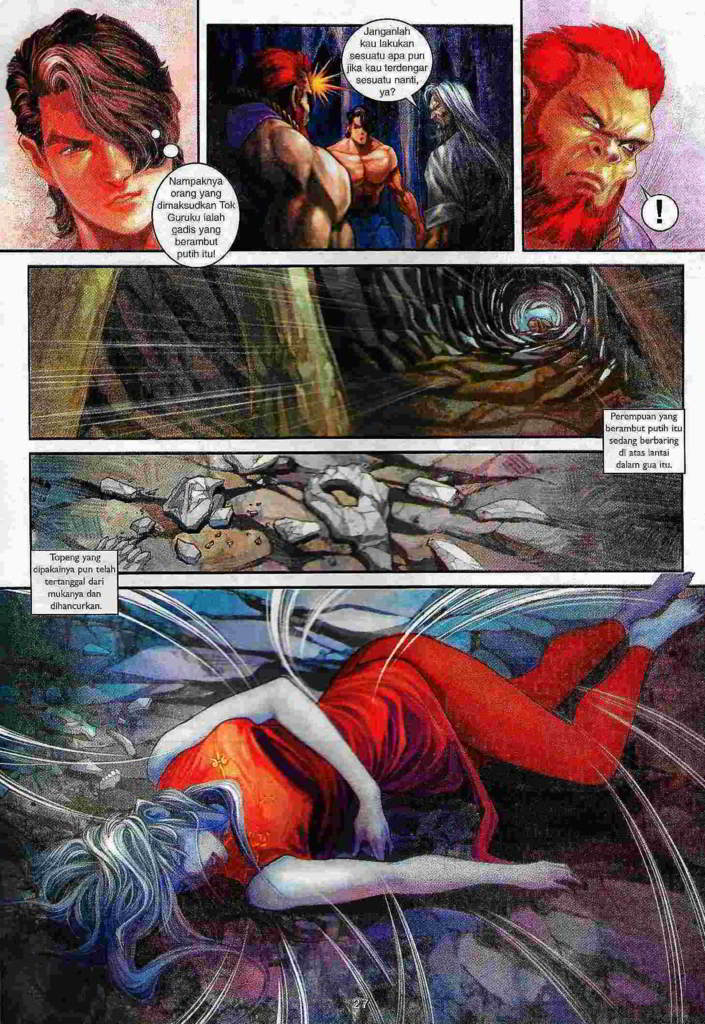 Nampaknya
orang yang
dimaksudkan Tok
Guruku ialah
gadis yang
berambut
putih itu!
Janganlah
kau lakukan
sesuatu apa pun
jika kau terdengar
sesuatu nanti,
ya?
!
Perempuan yang
berambut putih itu
sedang berbaring
di atas lantai
dalam gua itu.
Topeng yang
dipakainya pun telah
tertanggal dari
mukanya dan
dihancurkan.
27